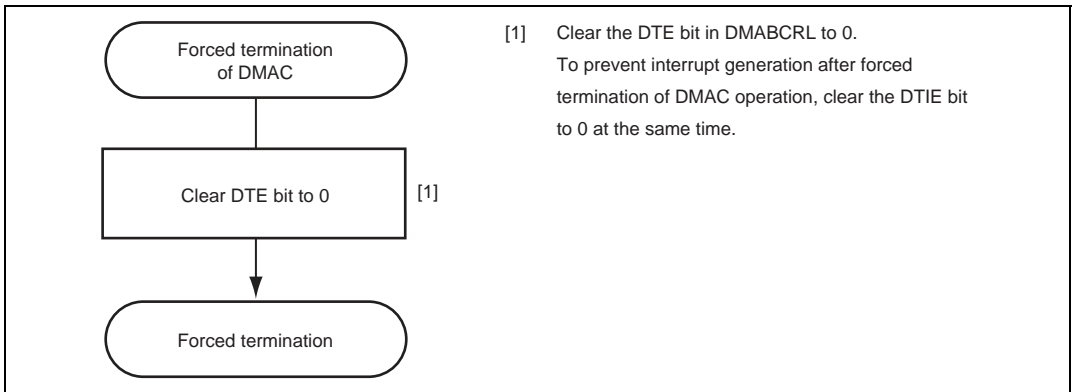 Forced termination
of DMAC
Clear DTE bit to 0
[1]
Forced termination
[1] Clear the DTE bit in DMABCRL to 0.
To prevent interrupt generation after forced
termination of DMAC operation, clear the DTIE bit
to 0 at the same time.